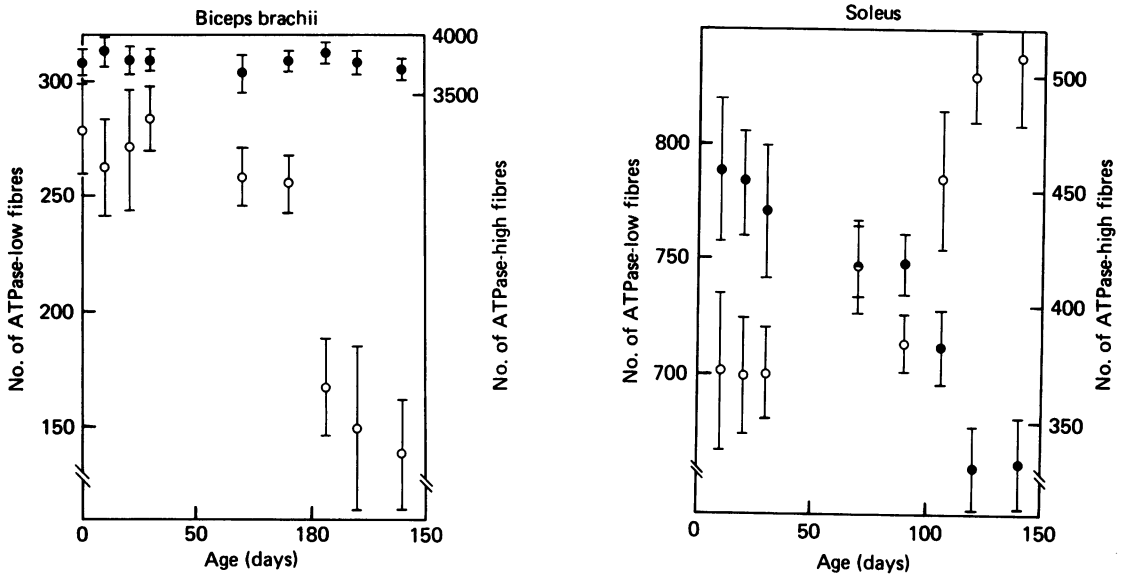 Biceps brachii
4000
3500
300
250
200
150
No. of ATPase-low fibres
No. of ATPase-high fibres
0
50
180
150
Age (days)
Soleus
800
750
700
500
450
400
350
No. of ATPase-low fibres
No. of ATPase-high fibres
0
50
100
150
Age (days)